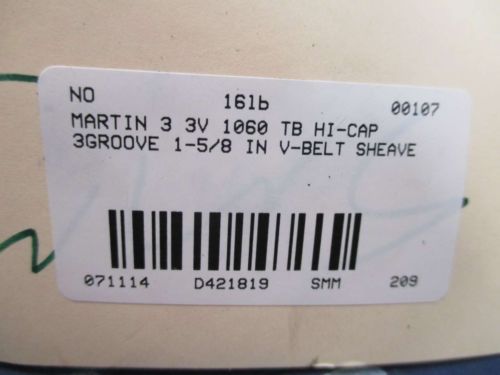 NO 16lb 00107
MARTIN 3 3V 1060 TB HI-CAP
3GROOVE 1-5/8 IN V-BELT SHEAVE
071114 D421819 SMM 209